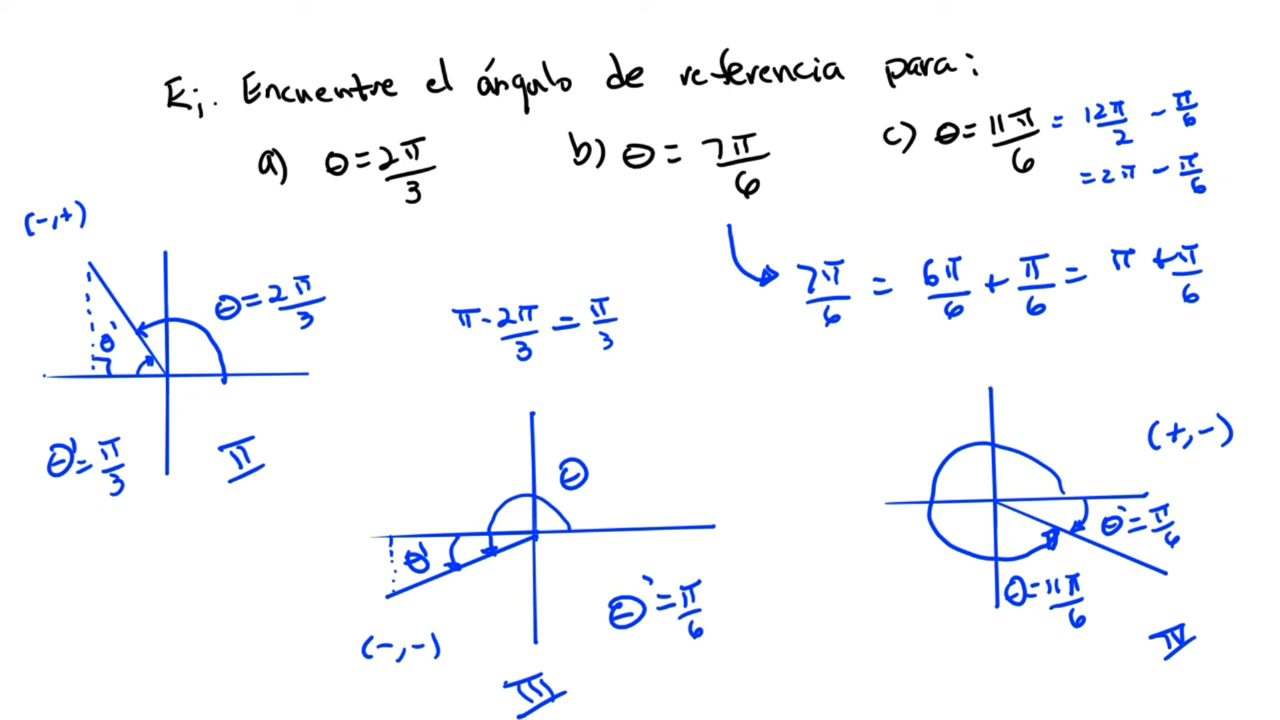 Ej. Encuentre el ángulo de referencia para:
a) θ = 2π/3
b) θ = 7π/6
c) θ = 11π/6 = 12π/2 - π/6
= 2π - π/6
7π/6 = 6π/6 + π/6 = π + π/6
(-,+)
θ = 2π/3
θ'
θ' = π/3
II
π - 2π/3 = π/3
θ
θ'
θ' = π/6
(-,-)
III
(+,-)
θ' = π/6
θ = 11π/6
IV